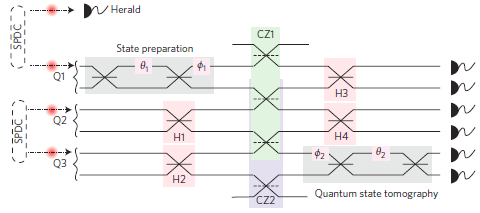 SPDC
Herald
CZ1
State preparation
θ1 ϕ1
Q1
H3
SPDC
Q2
H1
H4
Q3
H2
ϕ2 θ2
CZ2
Quantum state tomography